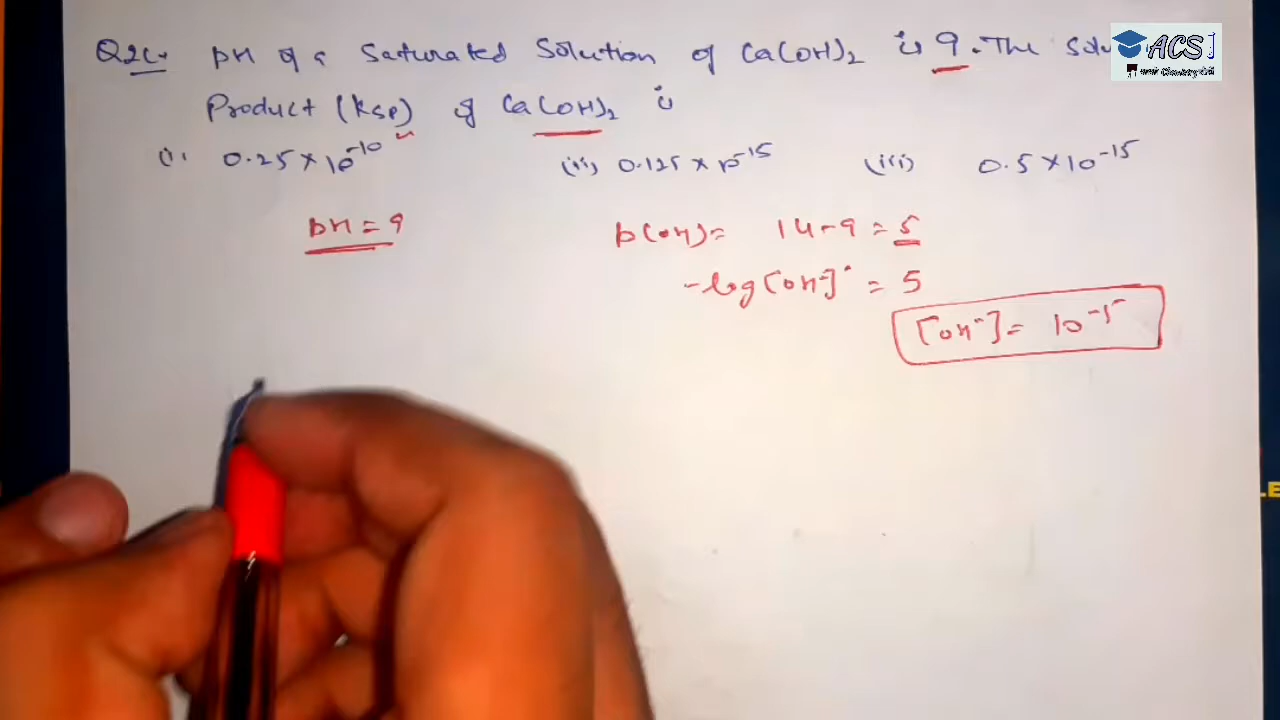 Q2(. pH of a Saturated Solution of Ca(OH)2 is 9. The
Product (Ksp) of Ca(OH)2 is
(i. 0.25 × 10^-10 (ii) 0.125 × 10^-15 (iii) 0.5 × 10^-15
pH = 9 p(OH) = 14 - 9 = 5
-log[OH-] = 5
[OH-] = 10^-5
ACS